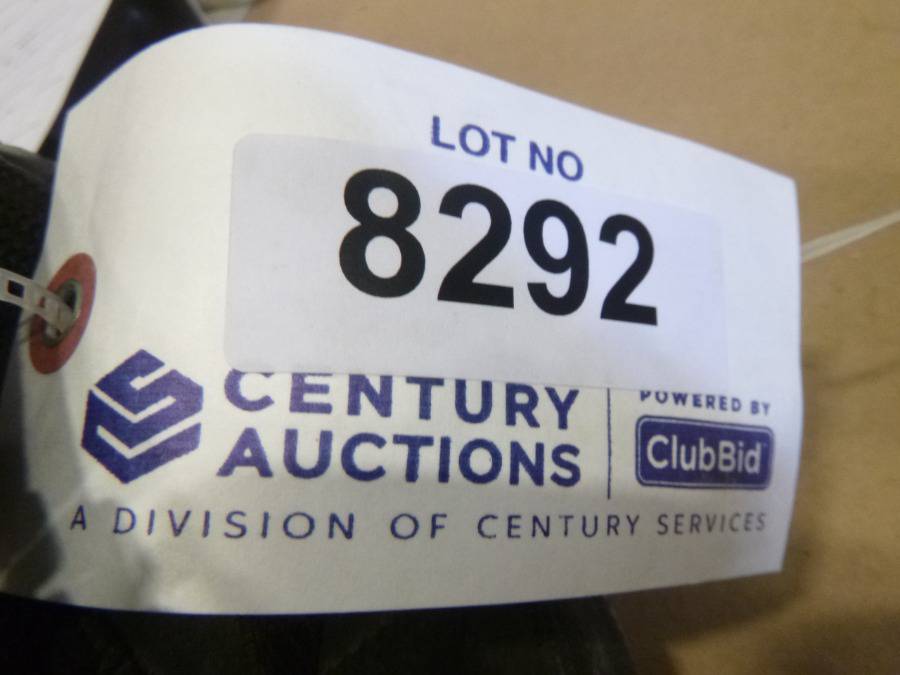 LOT NO
8292
CENTURY
AUCTIONS
POWERED BY
ClubBid
A DIVISION OF CENTURY SERVICES